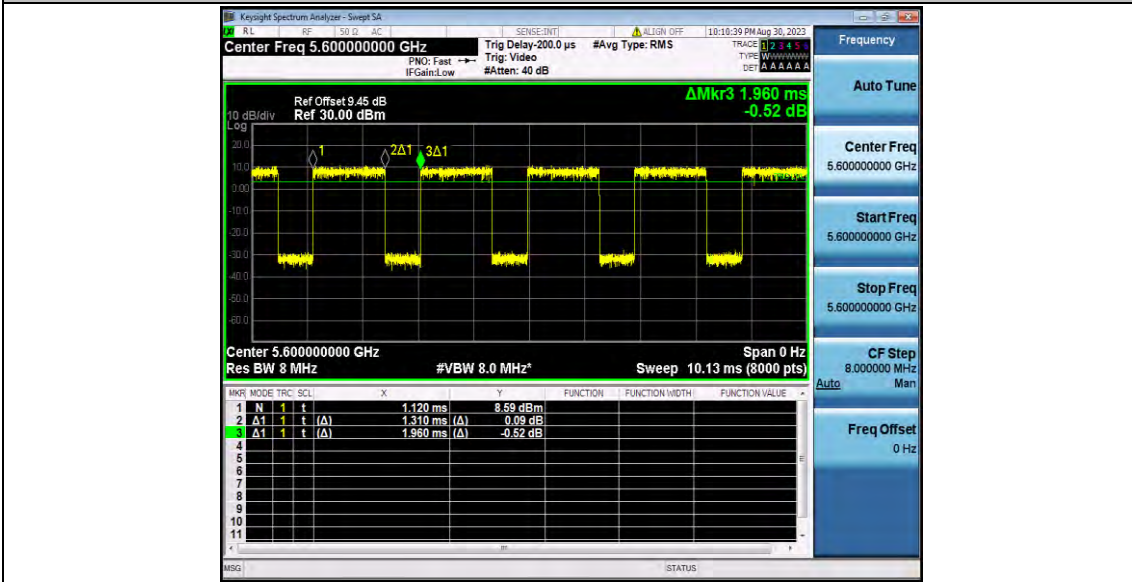 Keysight Spectrum Analyzer - Swept SA
RL RF 50 Ω AC SENSE:INT ALIGN OFF 10:10:39 PM Aug 30, 2023
Center Freq 5.600000000 GHz Trig Delay-200.0 µs #Avg Type: RMS TRACE 1 2 3 4 5 6
PNO: Fast Trig: Video TYPE W
IFGain:Low #Atten: 40 dB DET A A A A A A
Frequency
ΔMkr3 1.960 ms
-0.52 dB
Ref Offset 9.45 dB
10 dB/div Ref 30.00 dBm
Log
20.0
10.0
0.00
-10.0
-20.0
-30.0
-40.0
-50.0
-60.0
1 2Δ1 3Δ1
Center 5.600000000 GHz Span 0 Hz
Res BW 8 MHz #VBW 8.0 MHz* Sweep 10.13 ms (8000 pts)
MKR MODE TRC SCL X Y FUNCTION FUNCTION WIDTH FUNCTION VALUE
1 N 1 t 1.120 ms 8.59 dBm
2 Δ1 1 t (Δ) 1.310 ms (Δ) 0.09 dB
3 Δ1 1 t (Δ) 1.960 ms (Δ) -0.52 dB
4
5
6
7
8
9
10
11
MSG STATUS
Auto Tune
Center Freq
5.600000000 GHz
Start Freq
5.600000000 GHz
Stop Freq
5.600000000 GHz
CF Step
8.000000 MHz
Auto Man
Freq Offset
0 Hz